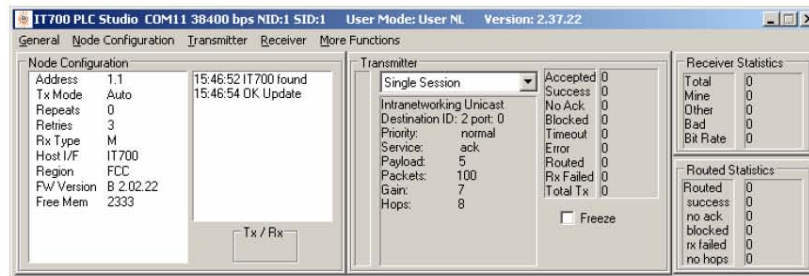 IT700 PLC Studio COM11 38400 bps NID:1 SID:1 User Mode: User NL Version: 2.37.22
General Node Configuration Transmitter Receiver More Functions
Node Configuration
Address 1.1
Tx Mode Auto
Repeats 0
Retries 3
Rx Type M
Host I/F IT700
Region FCC
FW Version B 2.02.22
Free Mem 2333
15:46:52 IT700 found
15:46:54 OK Update
Tx / Rx
Transmitter
Single Session
Intranetworking Unicast
Destination ID: 2 port: 0
Priority: normal
Service: ack
Payload: 5
Packets: 100
Gain: 7
Hops: 8
Accepted 0
Success 0
No Ack 0
Blocked 0
Timeout 0
Error 0
Routed 0
Rx Failed 0
Total Tx 0
Freeze
Receiver Statistics
Total 0
Mine 0
Other 0
Bad 0
Bit Rate 0
Routed Statistics
Routed 0
success 0
no ack 0
blocked 0
rx failed 0
no hops 0